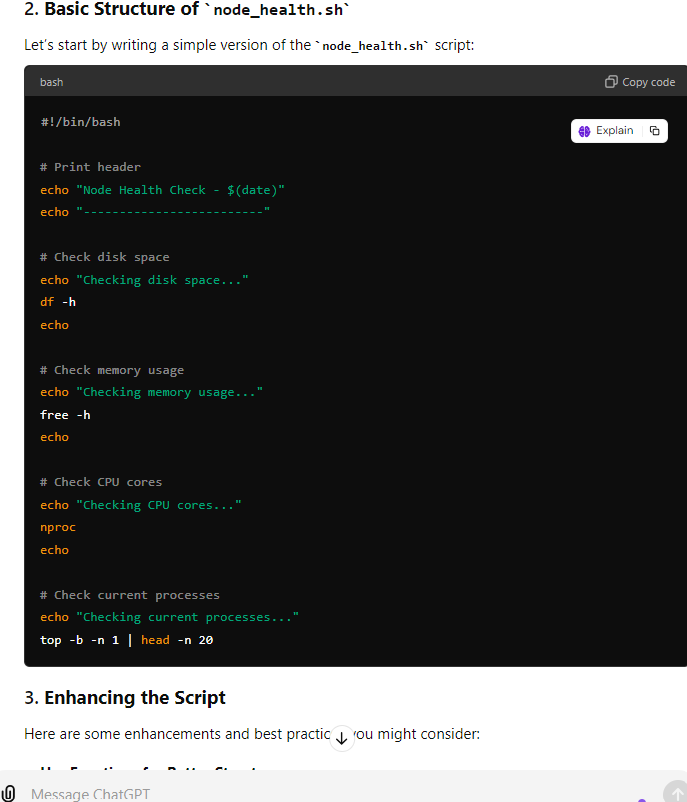 2. Basic Structure of `node_health.sh`
Let's start by writing a simple version of the `node_health.sh` script:
bash
Copy code
#!/bin/bash
Explain
# Print header
echo "Node Health Check - $(date)"
echo "-------------------------"
# Check disk space
echo "Checking disk space..."
df -h
echo
# Check memory usage
echo "Checking memory usage..."
free -h
echo
# Check CPU cores
echo "Checking CPU cores..."
nproc
echo
# Check current processes
echo "Checking current processes..."
top -b -n 1 | head -n 20
3. Enhancing the Script
Here are some enhancements and best practic you might consider:
Message ChatGPT